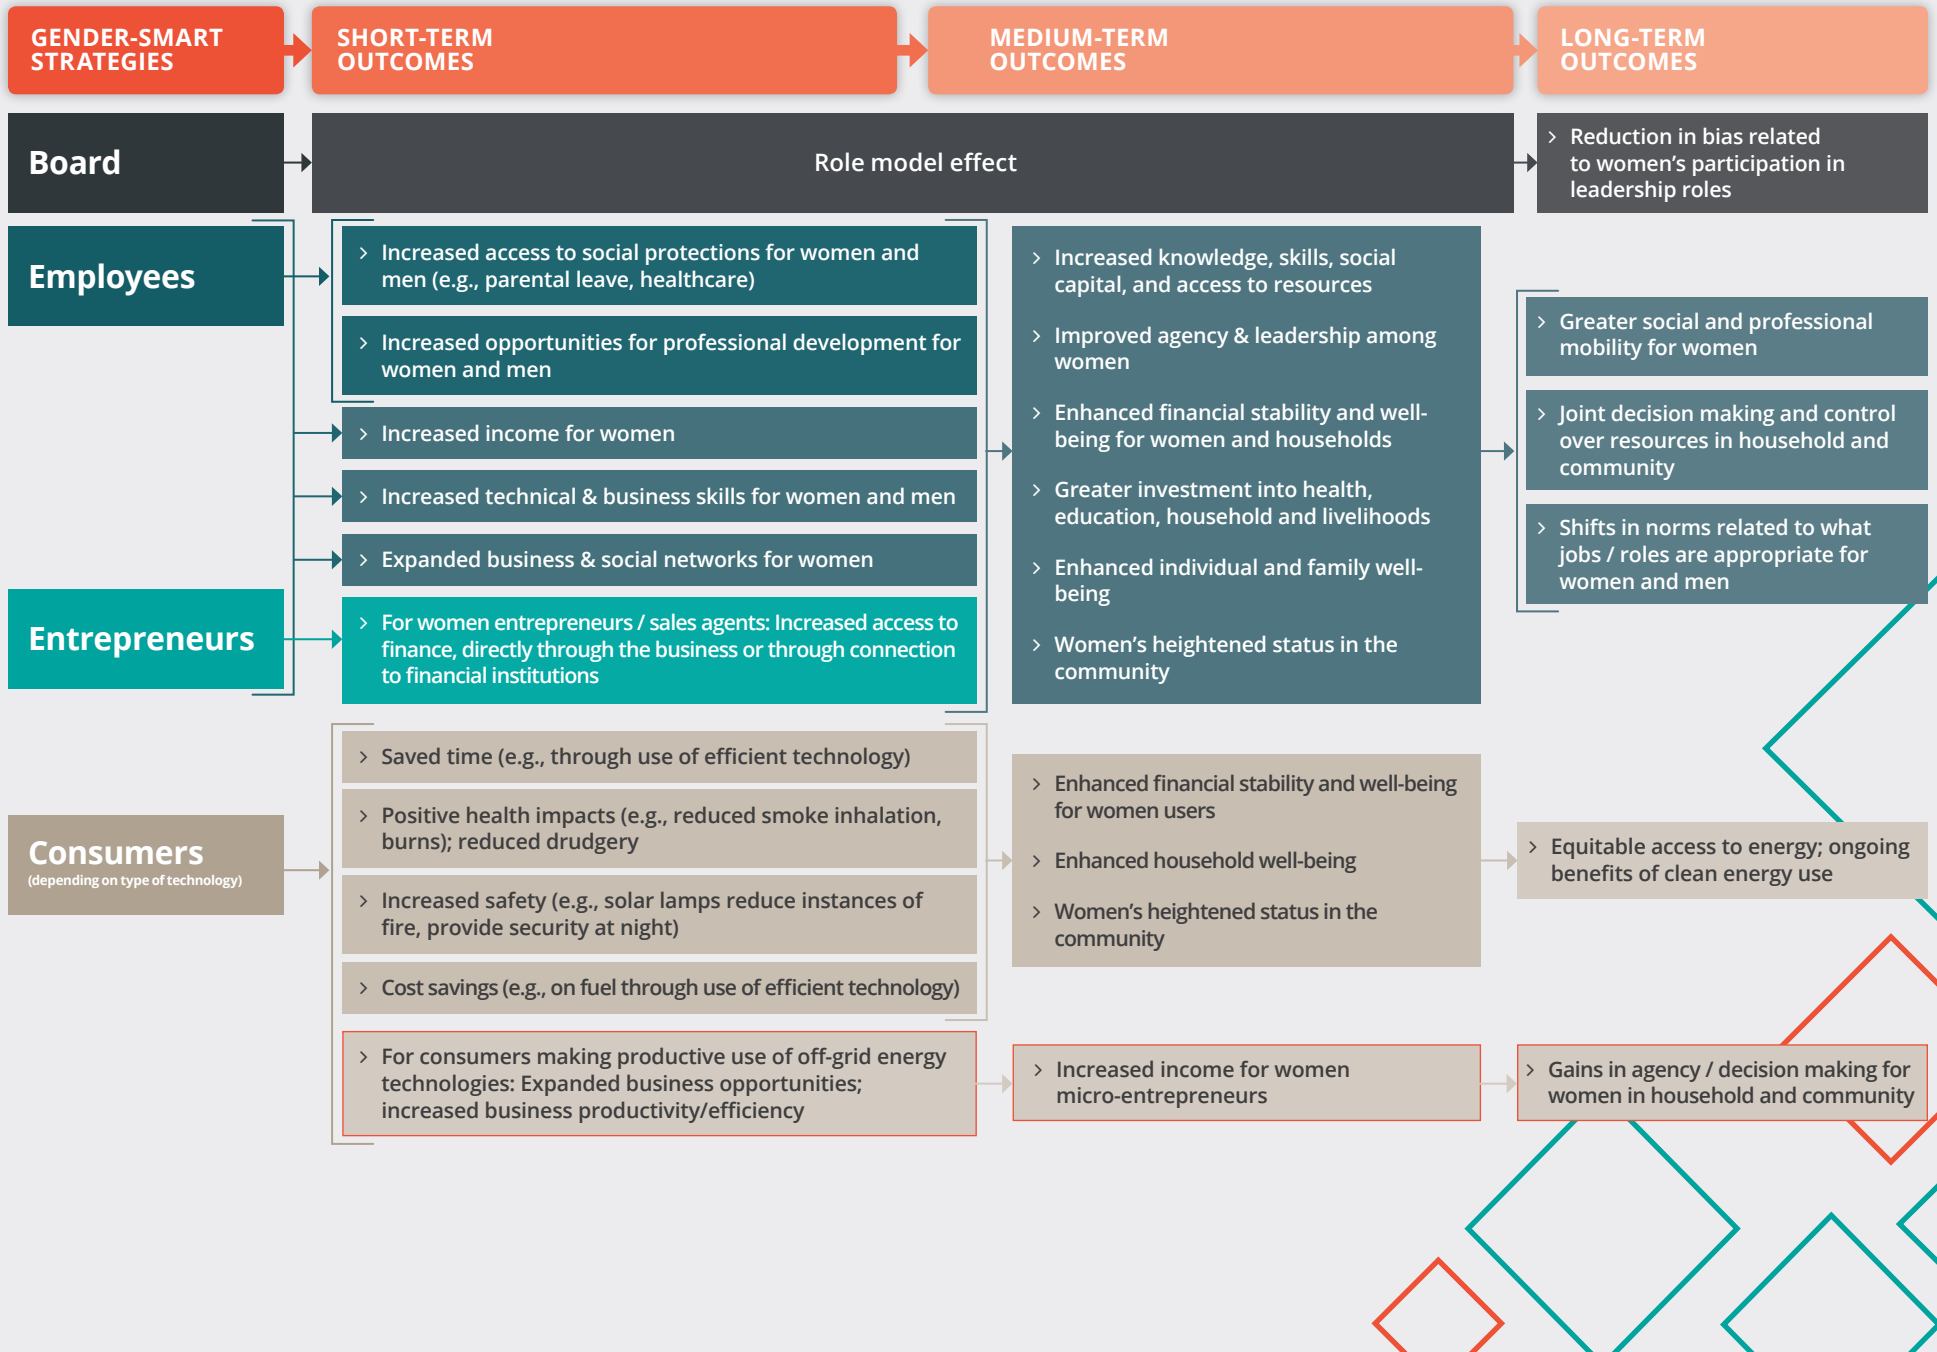 GENDER-SMART
STRATEGIES
SHORT-TERM
OUTCOMES
MEDIUM-TERM
OUTCOMES
LONG-TERM
OUTCOMES
Board
Role model effect
> Reduction in bias related
to women's participation in
leadership roles
Employees
> Increased access to social protections for women and
men (e.g., parental leave, healthcare)
> Increased opportunities for professional development for
women and men
> Increased income for women
> Increased technical & business skills for women and men
> Expanded business & social networks for women
Entrepreneurs
> For women entrepreneurs / sales agents: Increased access to
finance, directly through the business or through connection
to financial institutions
> Increased knowledge, skills, social
capital, and access to resources
> Improved agency & leadership among
women
> Enhanced financial stability and well-
being for women and households
> Greater investment into health,
education, household and livelihoods
> Enhanced individual and family well-
being
> Women's heightened status in the
community
> Greater social and professional
mobility for women
> Joint decision making and control
over resources in household and
community
> Shifts in norms related to what
jobs / roles are appropriate for
women and men
Consumers
(depending on type of technology)
> Saved time (e.g., through use of efficient technology)
> Positive health impacts (e.g., reduced smoke inhalation,
burns); reduced drudgery
> Increased safety (e.g., solar lamps reduce instances of
fire, provide security at night)
> Cost savings (e.g., on fuel through use of efficient technology)
> For consumers making productive use of off-grid energy
technologies: Expanded business opportunities;
increased business productivity/efficiency
> Enhanced financial stability and well-being
for women users
> Enhanced household well-being
> Women's heightened status in the
community
> Increased income for women
micro-entrepreneurs
> Equitable access to energy; ongoing
benefits of clean energy use
> Gains in agency / decision making for
women in household and community